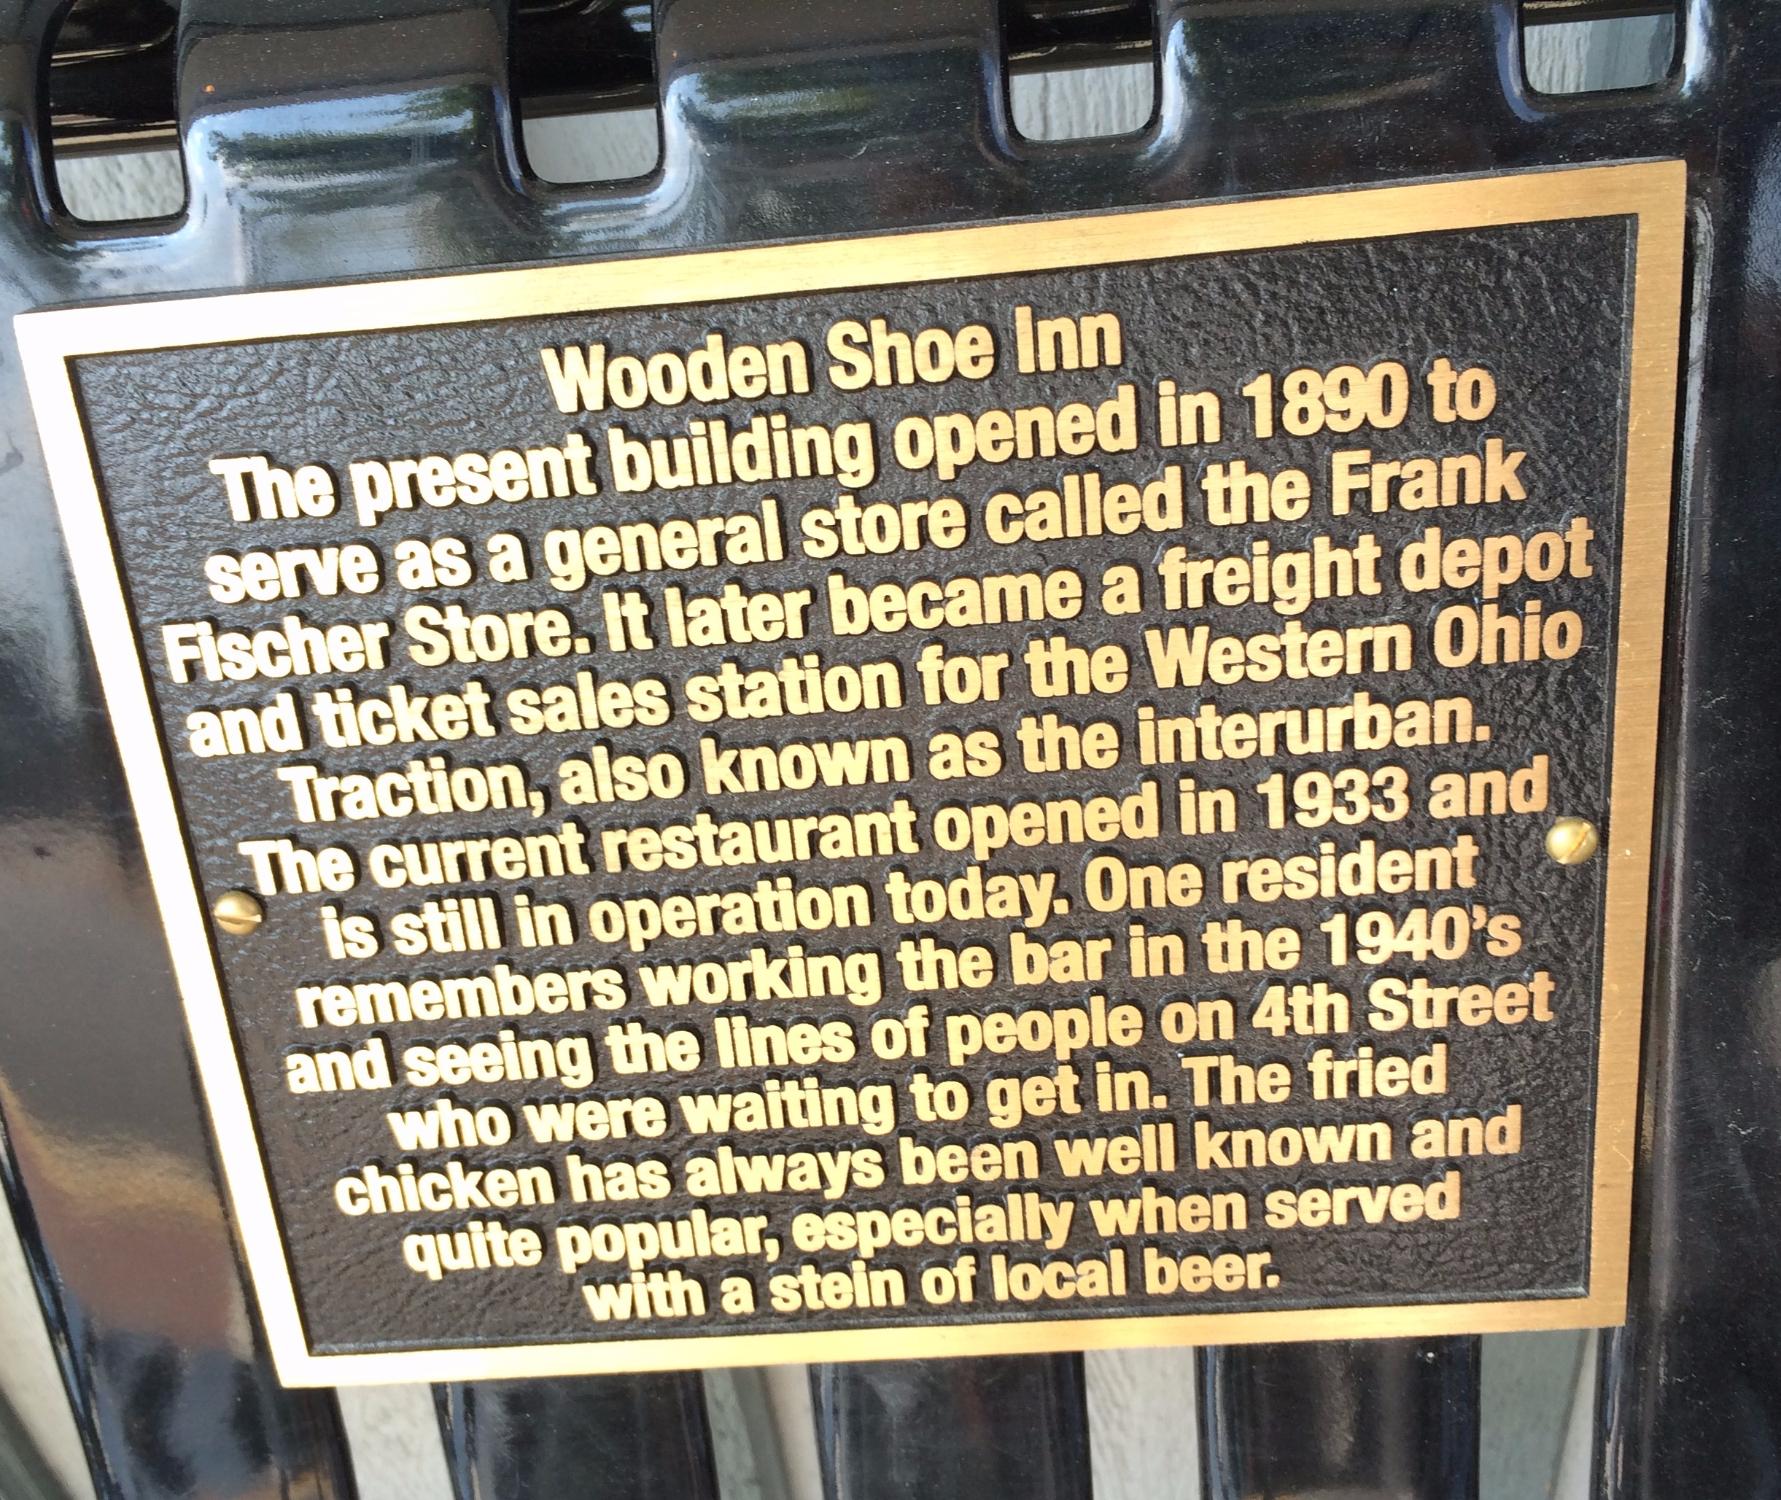 Wooden Shoe Inn
The present building opened in 1890 to
serve as a general store called the Frank
Fischer Store. It later became a freight depot
and ticket sales station for the Western Ohio
Traction, also known as the interurban.
The current restaurant opened in 1933 and
is still in operation today. One resident
remembers working the bar in the 1940's
and seeing the lines of people on 4th Street
who were waiting to get in. The fried
chicken has always been well known and
quite popular, especially when served
with a stein of local beer.